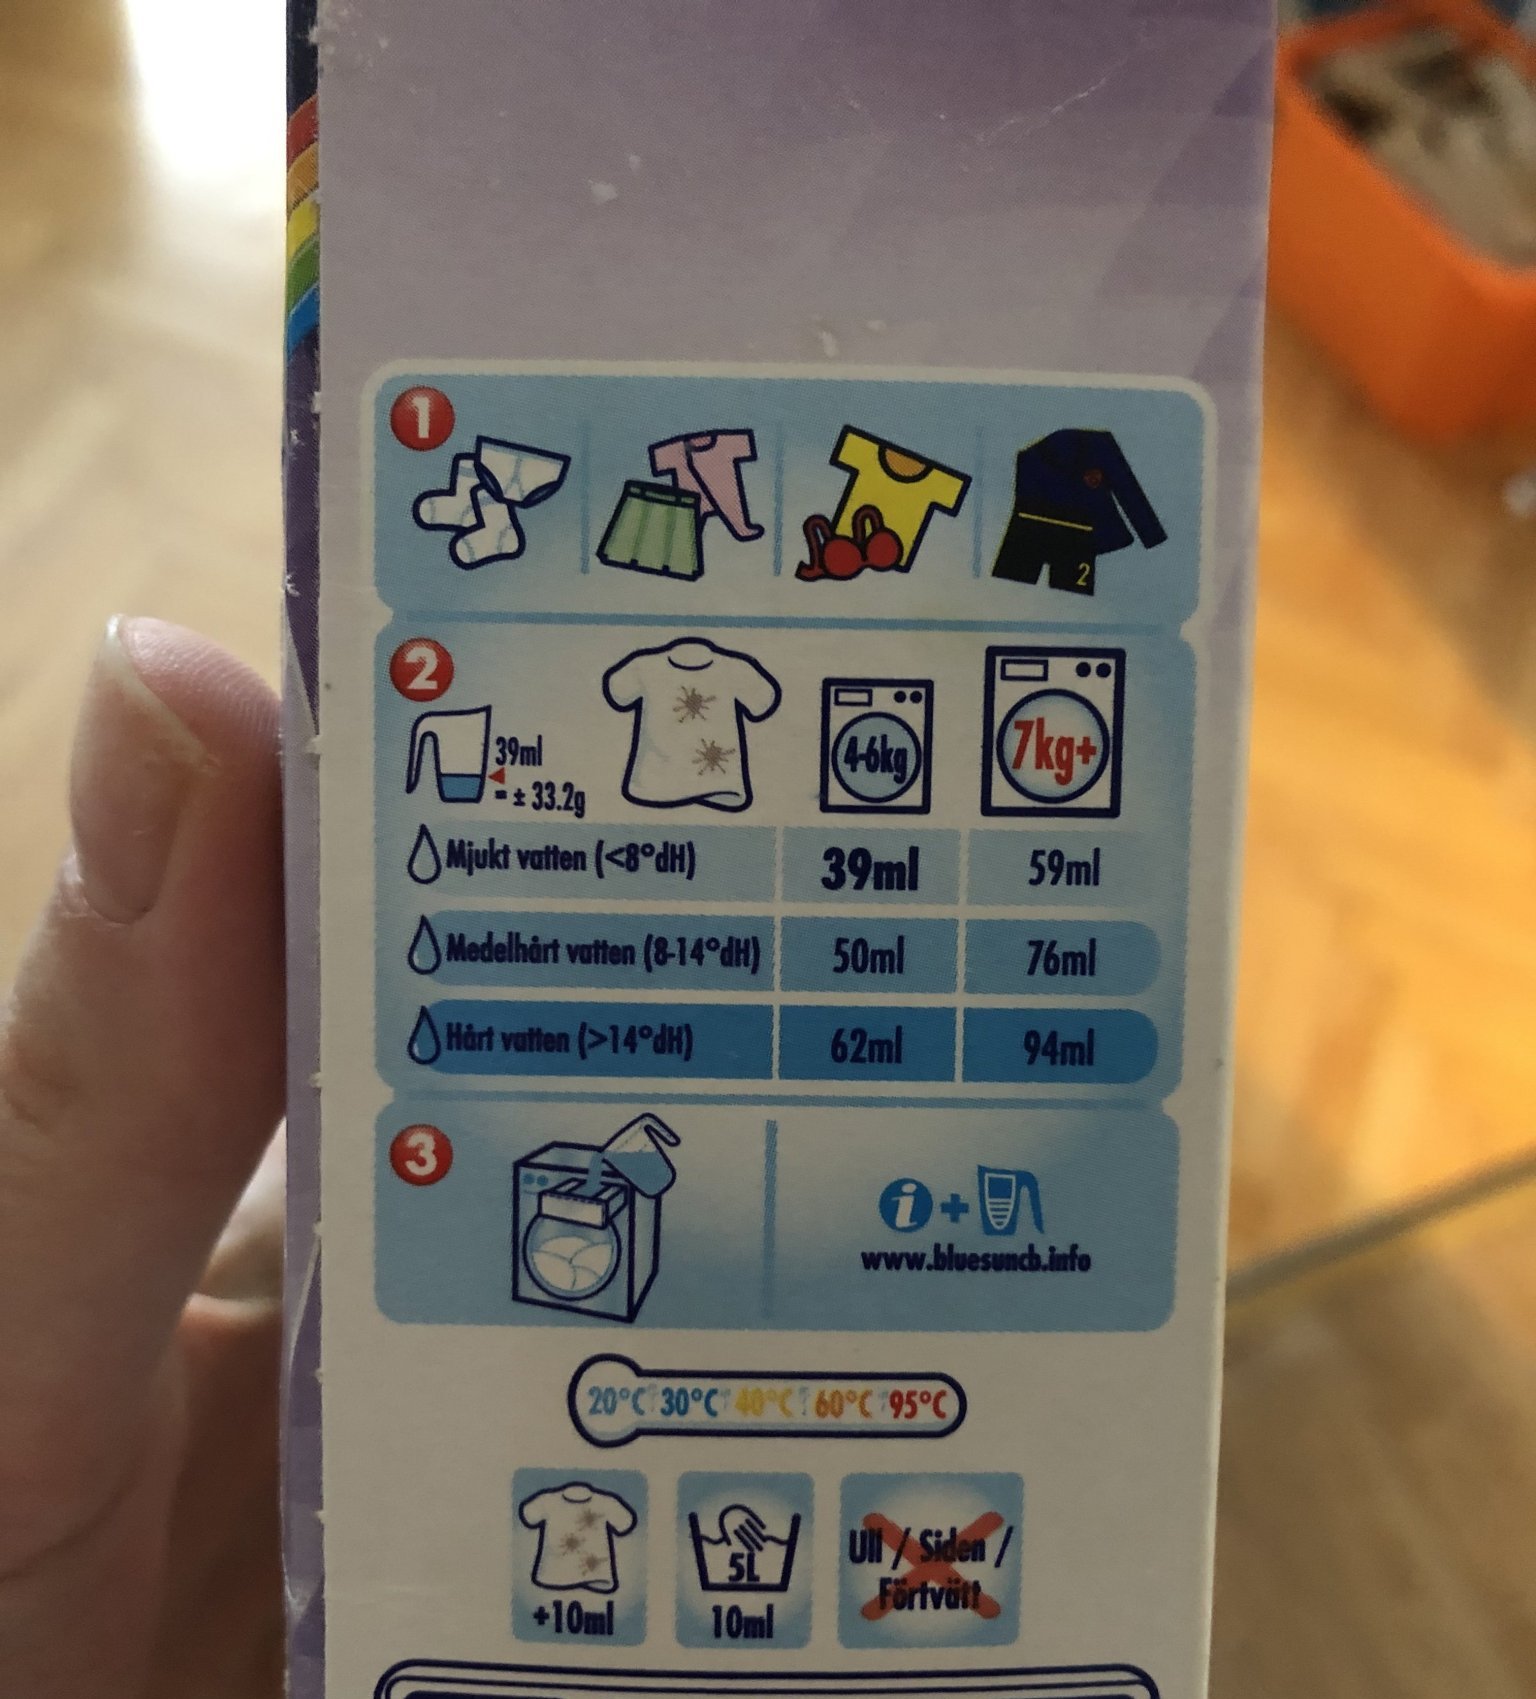 1
2
2
39ml
= ± 33.2g
4-6kg
7kg+
Mjukt vatten (<8°dH) 39ml 59ml
Medelhårt vatten (8-14°dH) 50ml 76ml
Hårt vatten (>14°dH) 62ml 94ml
3
i +
www.bluesuncb.info
20°C 30°C 40°C 60°C 95°C
5L
Ull / Siden /
Förtvätt
+10ml
10ml